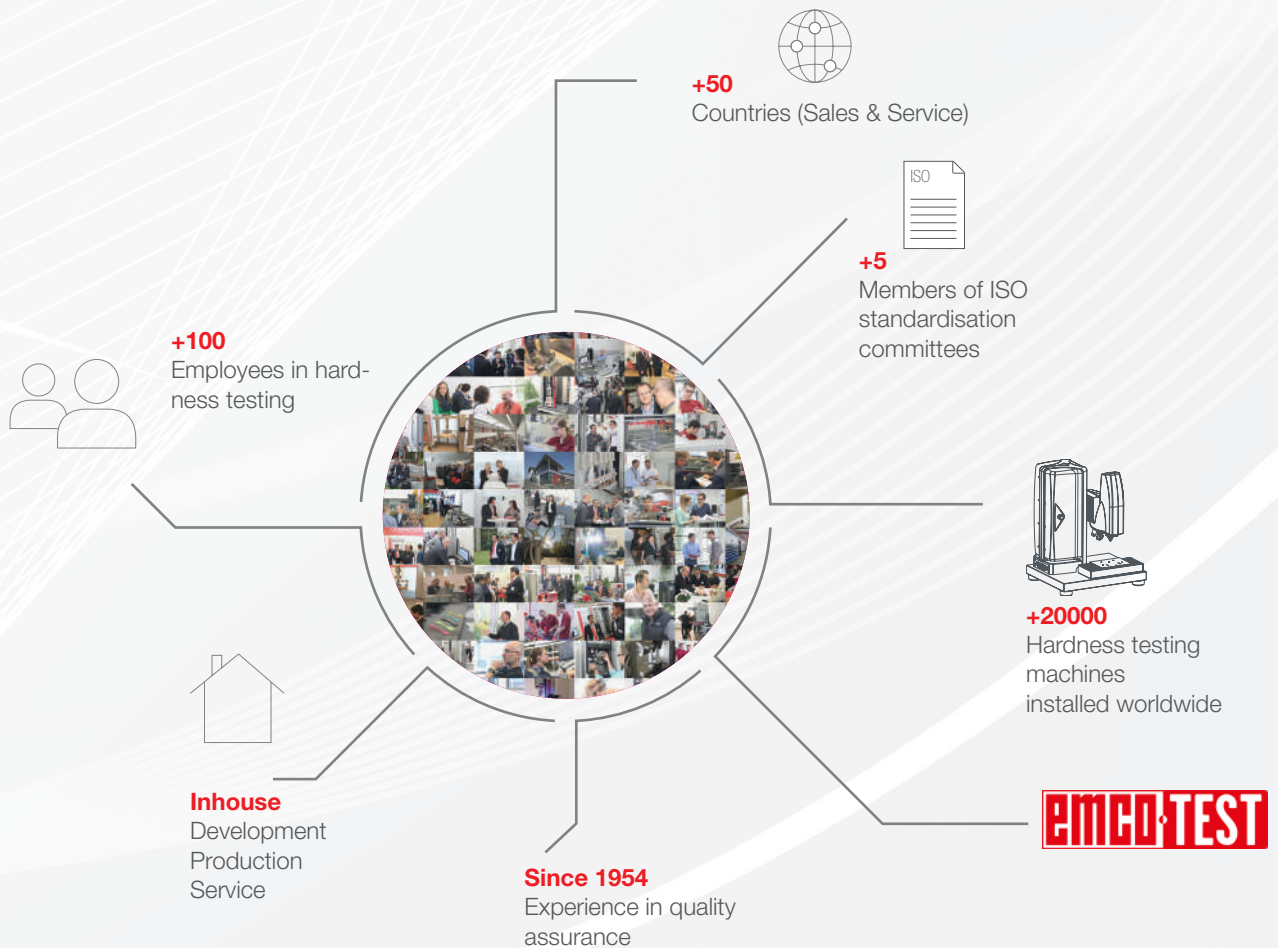 +50
Countries (Sales & Service)
ISO
+5
Members of ISO
standardisation
committees
+100
Employees in hard-
ness testing
+20000
Hardness testing
machines
installed worldwide
emco·TEST
Inhouse
Development
Production
Service
Since 1954
Experience in quality
assurance